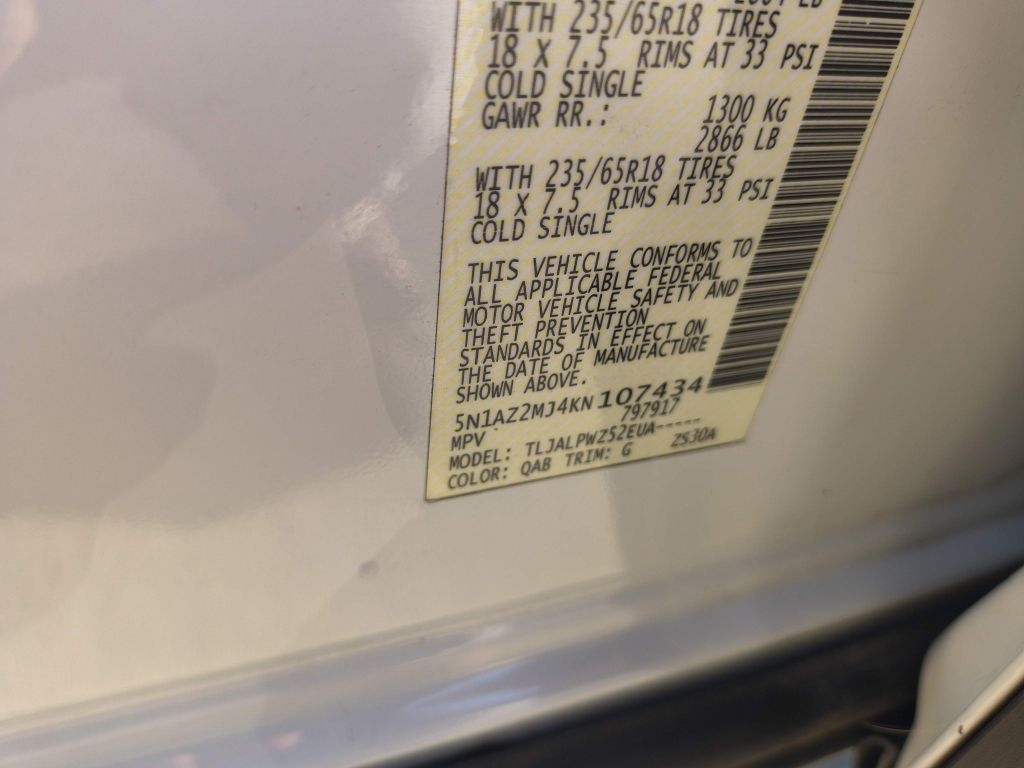 WITH 235/65R18 TIRES
18 X 7.5 RIMS AT 33 PSI
COLD SINGLE
GAWR RR.: 1300 KG
2866 LB
WITH 235/65R18 TIRES
18 X 7.5 RIMS AT 33 PSI
COLD SINGLE
THIS VEHICLE CONFORMS TO
ALL APPLICABLE FEDERAL
MOTOR VEHICLE SAFETY AND
THEFT PREVENTION
STANDARDS IN EFFECT ON
THE DATE OF MANUFACTURE
SHOWN ABOVE.
5N1AZ2MJ4KN107434
MPV 797917
MODEL: TLJALPWZ52EUA-----
COLOR: QAB TRIM: G ZS30A